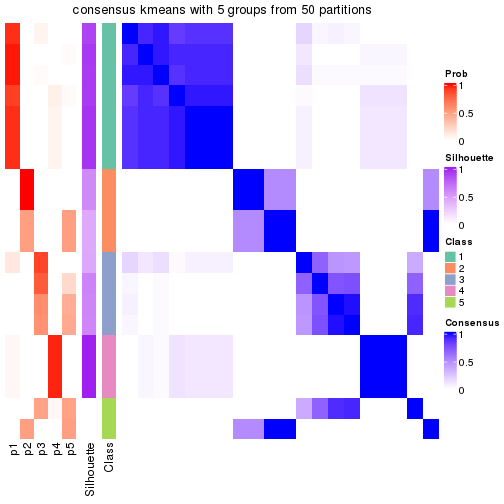 consensus kmeans with 5 groups from 50 partitions
Prob
1
0.5
0
Silhouette
1
0.5
0
Class
1
2
3
4
5
Consensus
1
0.5
0
p1
p2
p3
p4
p5
Silhouette
Class